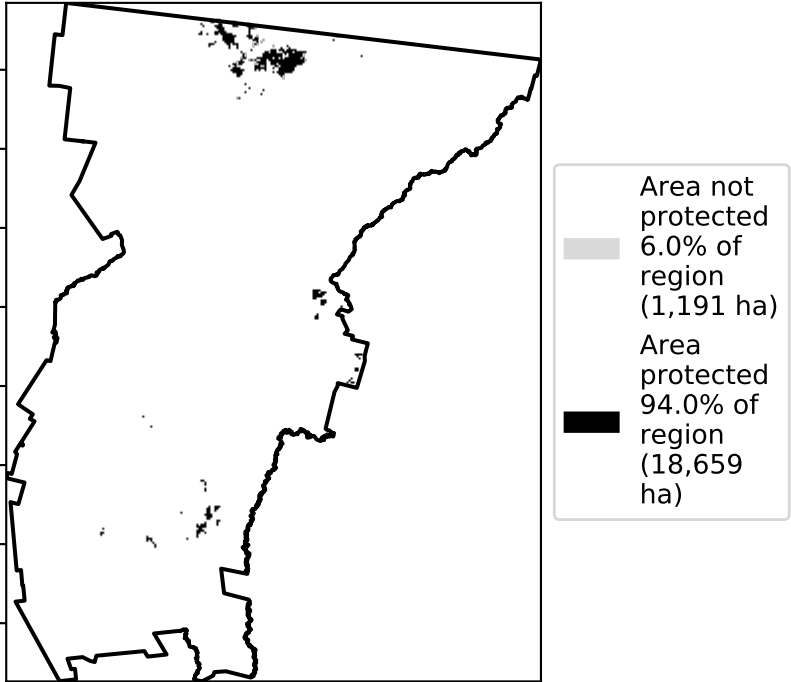 Area not
protected
6.0% of
region
(1,191 ha)
Area
protected
94.0% of
region
(18,659
ha)